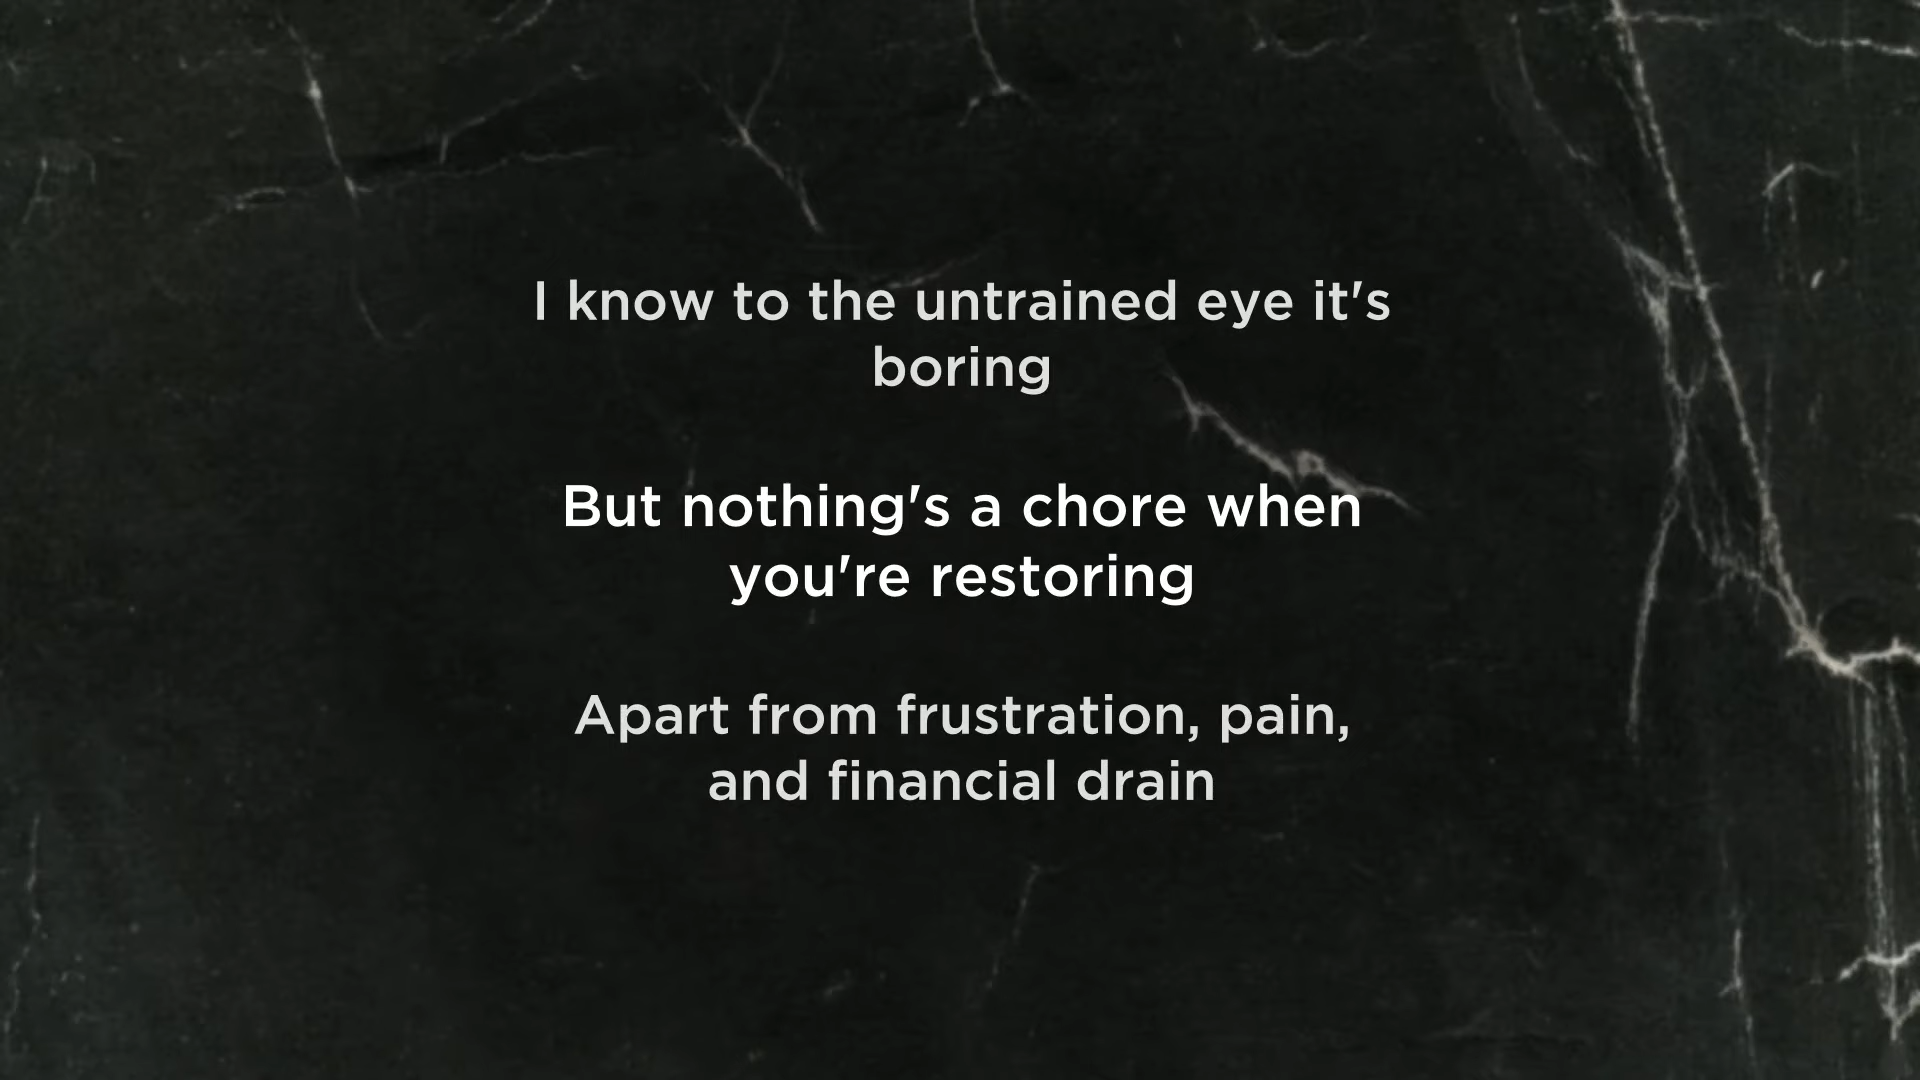 I know to the untrained eye it's
boring
But nothing's a chore when
you're restoring
Apart from frustration, pain,
and financial drain